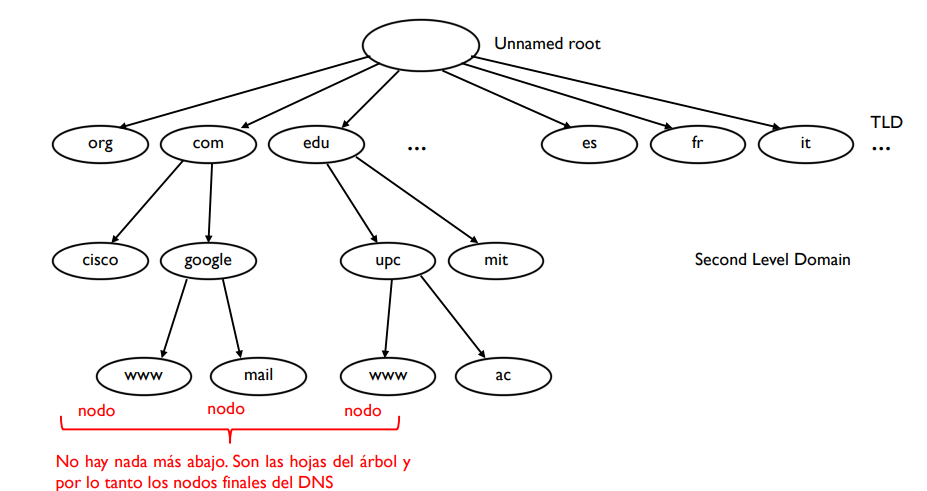 Unnamed root
TLD
org com edu ... es fr it ...
cisco google upc mit Second Level Domain
www mail www ac
nodo nodo nodo
No hay nada más abajo. Son las hojas del árbol y
por lo tanto los nodos finales del DNS